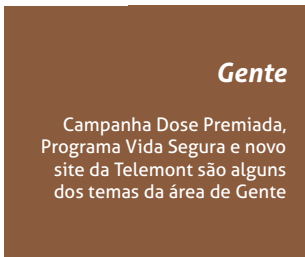 Gente
Campanha Dose Premiada,
Programa Vida Segura e novo
site da Telemont são alguns
dos temas da área de Gente